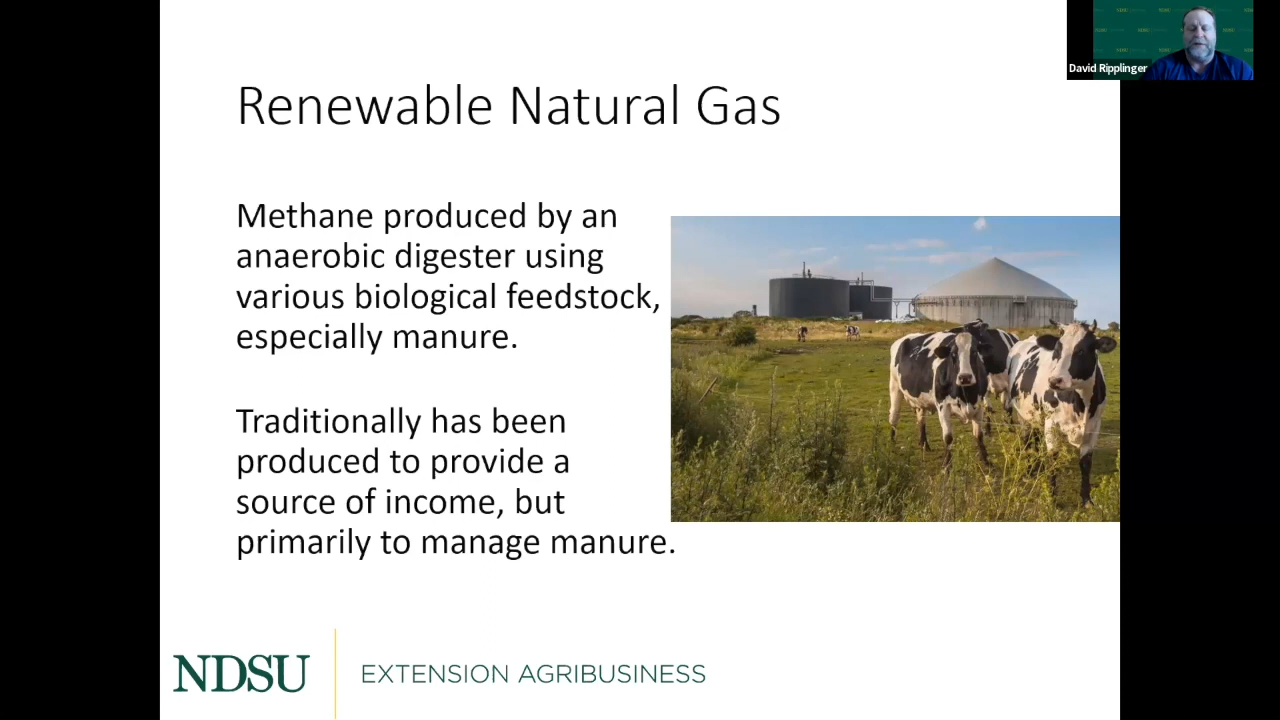 David Ripplinger
Renewable Natural Gas
Methane produced by an
anaerobic digester using
various biological feedstock,
especially manure.
Traditionally has been
produced to provide a
source of income, but
primarily to manage manure.
NDSU
EXTENSION AGRIBUSINESS